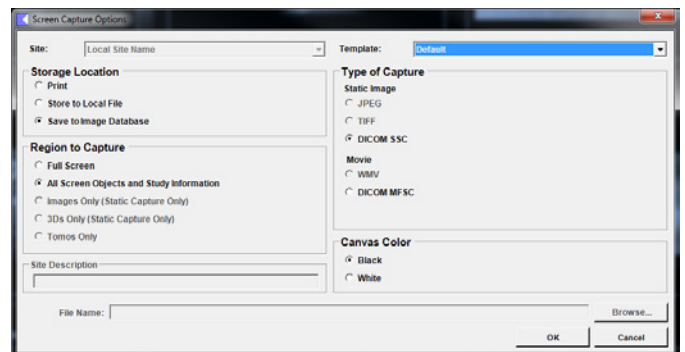 Screen Capture Options
Site: Local Site Name Template: Default
Storage Location
Print
Store to Local File
Save to Image Database
Region to Capture
Full Screen
All Screen Objects and Study Information
Images Only (Static Capture Only)
3Ds Only (Static Capture Only)
Tomos Only
Site Description
Type of Capture
Static Image
JPEG
TIFF
DICOM SSC
Movie
WMV
DICOM MFSC
Canvas Color
Black
White
File Name: Browse...
OK Cancel